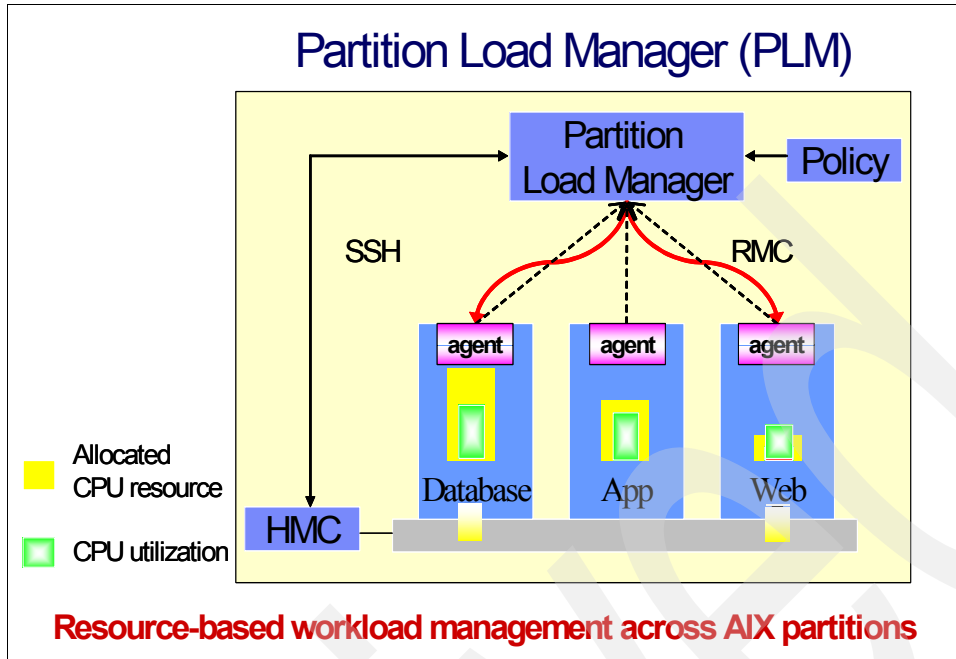 Partition Load Manager (PLM)
Partition
Load Manager
Policy
SSH
RMC
agent
agent
agent
Allocated
CPU resource
Database
App
Web
HMC
CPU utilization
Resource-based workload management across AIX partitions